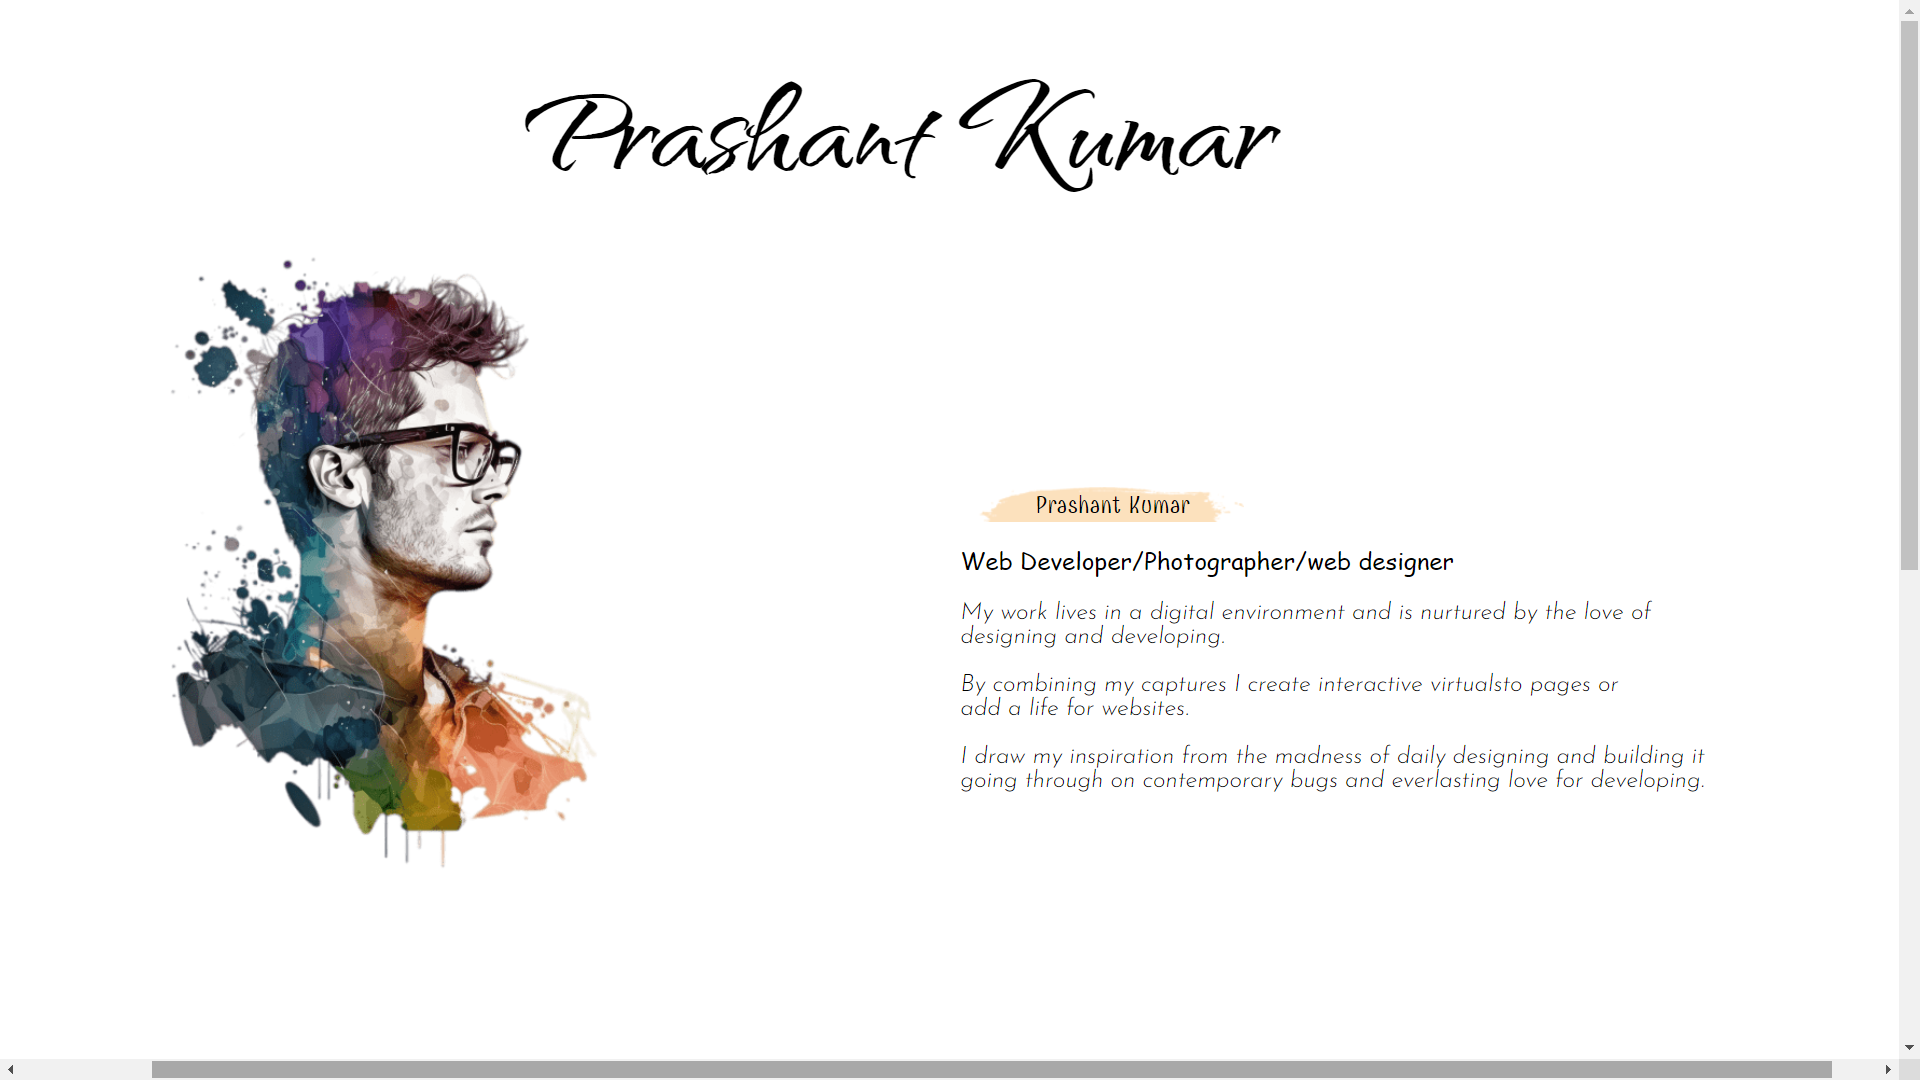 Prashant Kumar
Prashant Kumar
Web Developer/Photographer/web designer
My work lives in a digital environment and is nurtured by the love of
designing and developing.
By combining my captures I create interactive virtualsto pages or
add a life for websites.
I draw my inspiration from the madness of daily designing and building it
going through on contemporary bugs and everlasting love for developing.